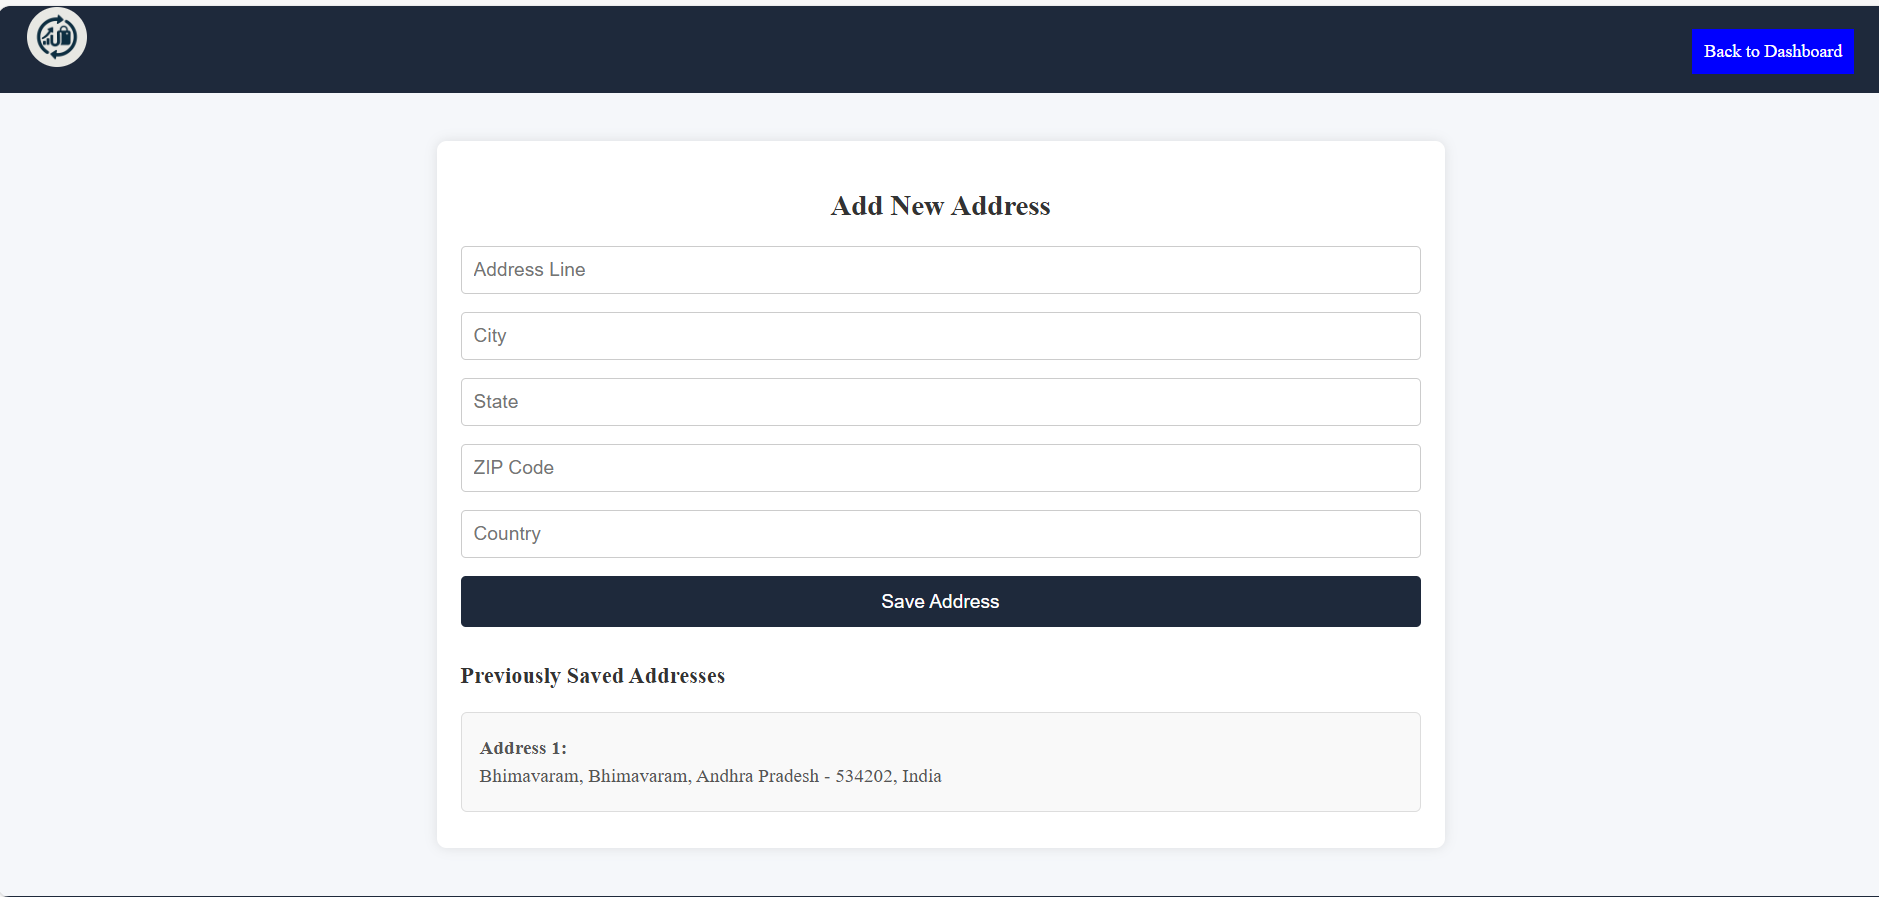 Back to Dashboard
Add New Address
Address Line
City
State
ZIP Code
Country
Save Address
Previously Saved Addresses
Address 1:
Bhimavaram, Bhimavaram, Andhra Pradesh - 534202, India